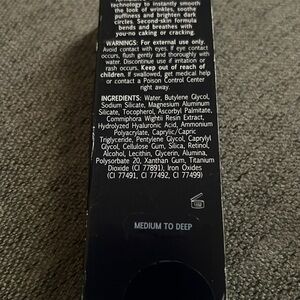 technology to instantly smooth
the look of wrinkles, soothe
puffiness and brighten dark
circles. Second-skin formula
bends and breathes with
you-no caking or cracking.
WARNINGS: For external use only.
Avoid contact with eyes. If eye contact
occurs, flush gently and thoroughly with
water. Discontinue use if irritation or
rash occurs. Keep out of reach of
children. If swallowed, get medical help
or contact a Poison Control Center
right away.
INGREDIENTS: Water, Butylene Glycol,
Sodium Silicate, Magnesium Aluminum
Silicate, Tocopherol, Ascorbyl Palmitate,
Commiphora Wightii Resin Extract,
Hydrolyzed Hyaluronic Acid, Ammonium
Polyacrylate, Caprylic/Capric
Triglyceride, Pentylene Glycol, Caprylyl
Glycol, Cellulose Gum, Silica, Retinol,
Alcohol, Lecithin, Glycerin, Alumina,
Polysorbate 20, Xanthan Gum, Titanium
Dioxide (CI 77891), Iron Oxides
(CI 77491, CI 77492, CI 77499)
MEDIUM TO DEEP